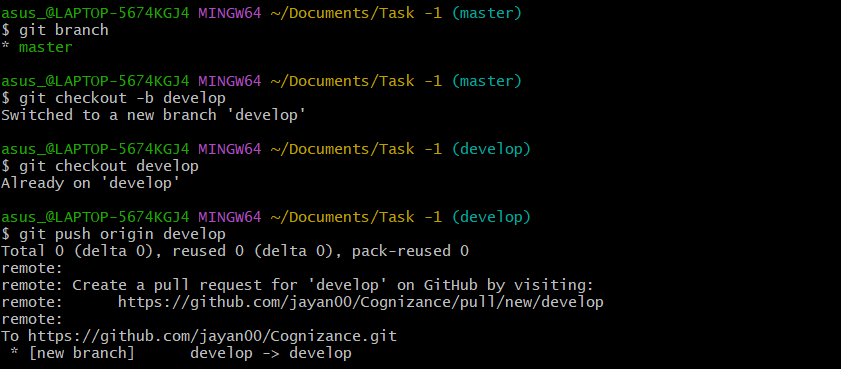 asus_@LAPTOP-5674KGJ4 MINGW64 ~/Documents/Task -1 (master)
$ git branch
* master
asus_@LAPTOP-5674KGJ4 MINGW64 ~/Documents/Task -1 (master)
$ git checkout -b develop
Switched to a new branch 'develop'
asus_@LAPTOP-5674KGJ4 MINGW64 ~/Documents/Task -1 (develop)
$ git checkout develop
Already on 'develop'
asus_@LAPTOP-5674KGJ4 MINGW64 ~/Documents/Task -1 (develop)
$ git push origin develop
Total 0 (delta 0), reused 0 (delta 0), pack-reused 0
remote:
remote: Create a pull request for 'develop' on GitHub by visiting:
remote:      https://github.com/jayan00/Cognizance/pull/new/develop
remote:
To https://github.com/jayan00/Cognizance.git
 * [new branch]      develop -> develop